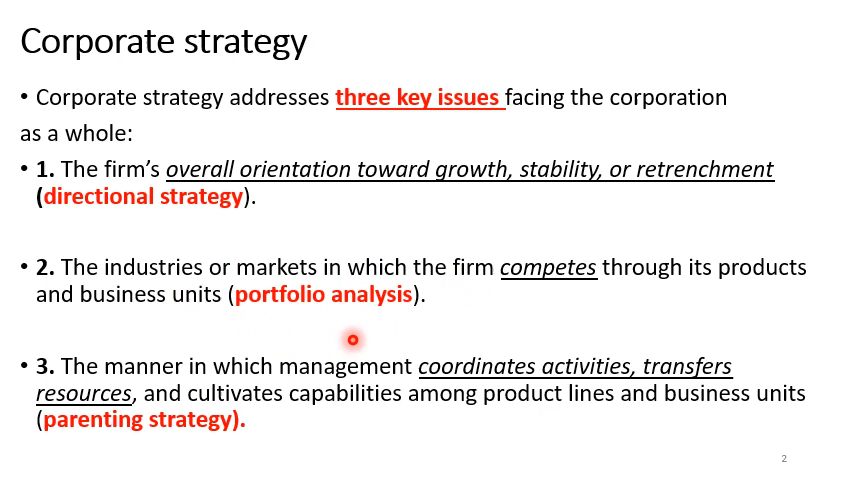 Corporate strategy
• Corporate strategy addresses three key issues facing the corporation
as a whole:
• 1. The firm’s overall orientation toward growth, stability, or retrenchment
(directional strategy).
• 2. The industries or markets in which the firm competes through its products
and business units (portfolio analysis).
• 3. The manner in which management coordinates activities, transfers
resources, and cultivates capabilities among product lines and business units
(parenting strategy).
2